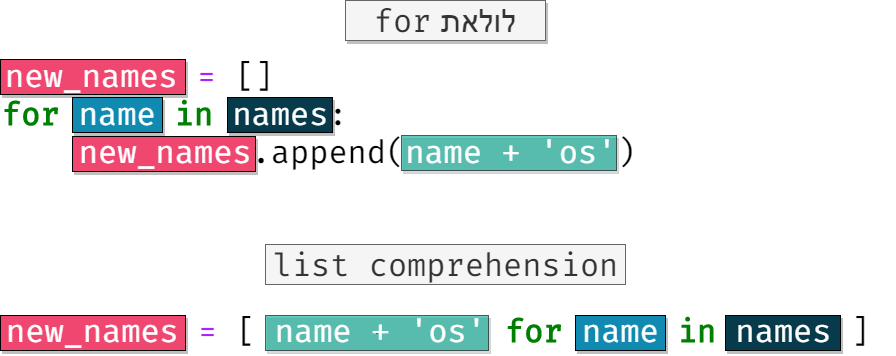 לולאת for
new_names = []
for name in names:
    new_names.append(name + 'os')
list comprehension
new_names = [ name + 'os' for name in names ]